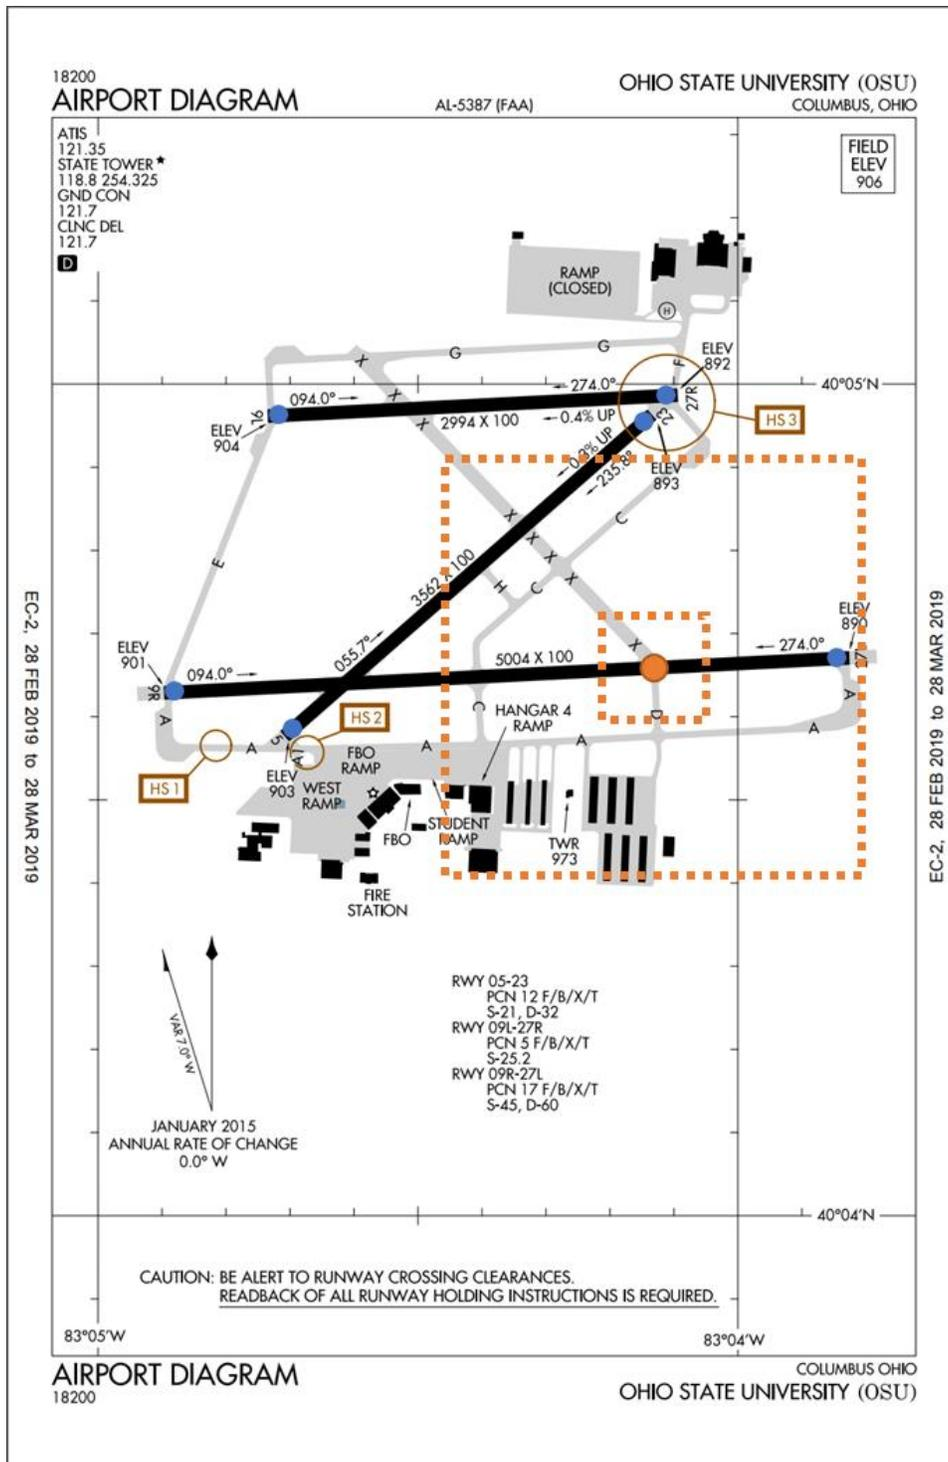 18200
AIRPORT DIAGRAM
AL-5387 (FAA)
OHIO STATE UNIVERSITY (OSU)
COLUMBUS, OHIO
ATIS
121.35
STATE TOWER★
118.8 254.325
GND CON
121.7
CLNC DEL
121.7
D
FIELD
ELEV
906
RAMP
(CLOSED)
H
G
G
X
F
ELEV
892
40°05'N
094.0°
274.0°
9L
27R
X
2994 X 100
0.4% UP
X
23
HS 3
ELEV
904
0.3% UP
235.8°
ELEV
893
X
C
X
X
X
E
3562 X 100
H
C
ELEV
890
ELEV
901
055.7°
X
5004 X 100
274.0°
27L
094.0°
9R
A
A
C
D
HANGAR 4
RAMP
HS 2
5
A
A1
A
A
A
FBO
RAMP
HS 1
ELEV
903
WEST
RAMP
FBO
STUDENT
RAMP
TWR
973
FIRE
STATION
EC-2, 28 FEB 2019 to 28 MAR 2019
EC-2, 28 FEB 2019 to 28 MAR 2019
VAR 7.0° W
RWY 05-23
PCN 12 F/B/X/T
S-21, D-32
RWY 09L-27R
PCN 5 F/B/X/T
S-25.2
RWY 09R-27L
PCN 17 F/B/X/T
S-45, D-60
JANUARY 2015
ANNUAL RATE OF CHANGE
0.0° W
40°04'N
CAUTION: BE ALERT TO RUNWAY CROSSING CLEARANCES.
READBACK OF ALL RUNWAY HOLDING INSTRUCTIONS IS REQUIRED.
83°05'W
83°04'W
AIRPORT DIAGRAM
18200
COLUMBUS OHIO
OHIO STATE UNIVERSITY (OSU)